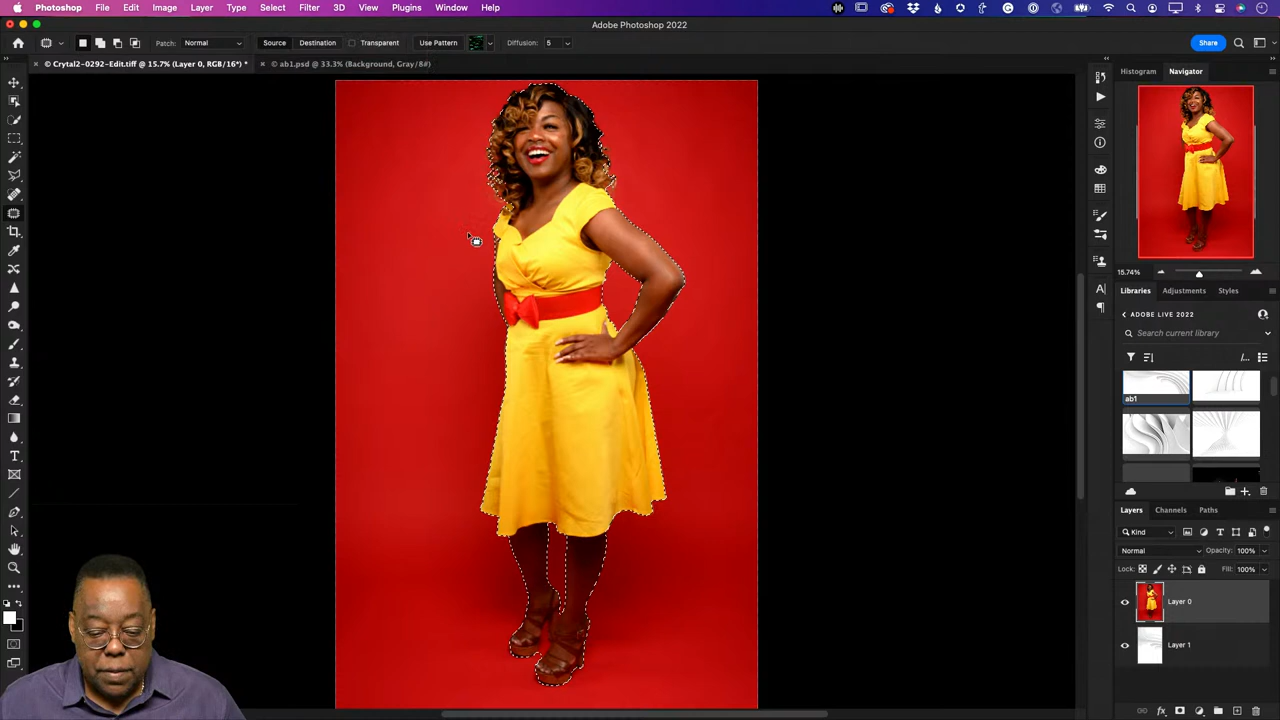 Photoshop File Edit Image Layer Type Select Filter 3D View Plugins Window Help
Adobe Photoshop 2022
Patch: Normal Source Destination Transparent Use Pattern Diffusion: 5 Share
© Crytal2-0292-Edit.tiff @ 15.7% (Layer 0, RGB/16*) * © ab1.psd @ 33.3% (Background, Gray/8#)
Histogram Navigator
15.74%
Libraries Adjustments Styles
ADOBE LIVE 2022
Search current library
ab1
Layers Channels Paths
Kind
Normal Opacity: 100%
Lock: Fill: 100%
Layer 0
Layer 1